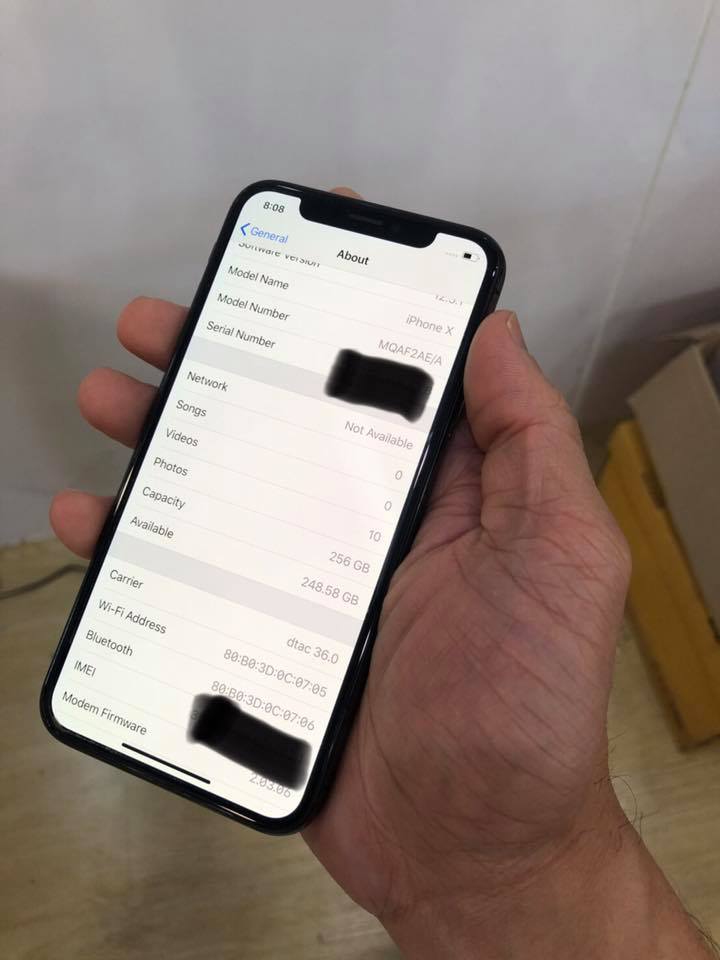 8:08
General
About
Software Version 12.3.1
Model Name iPhone X
Model Number MQAF2AE/A
Serial Number
Network Not Available
Songs 0
Videos 0
Photos 10
Capacity 256 GB
Available 248.58 GB
Carrier dtac 36.0
Wi-Fi Address 80:B0:3D:0C:07:05
Bluetooth 80:B0:3D:0C:07:06
IMEI
Modem Firmware 2.03.06